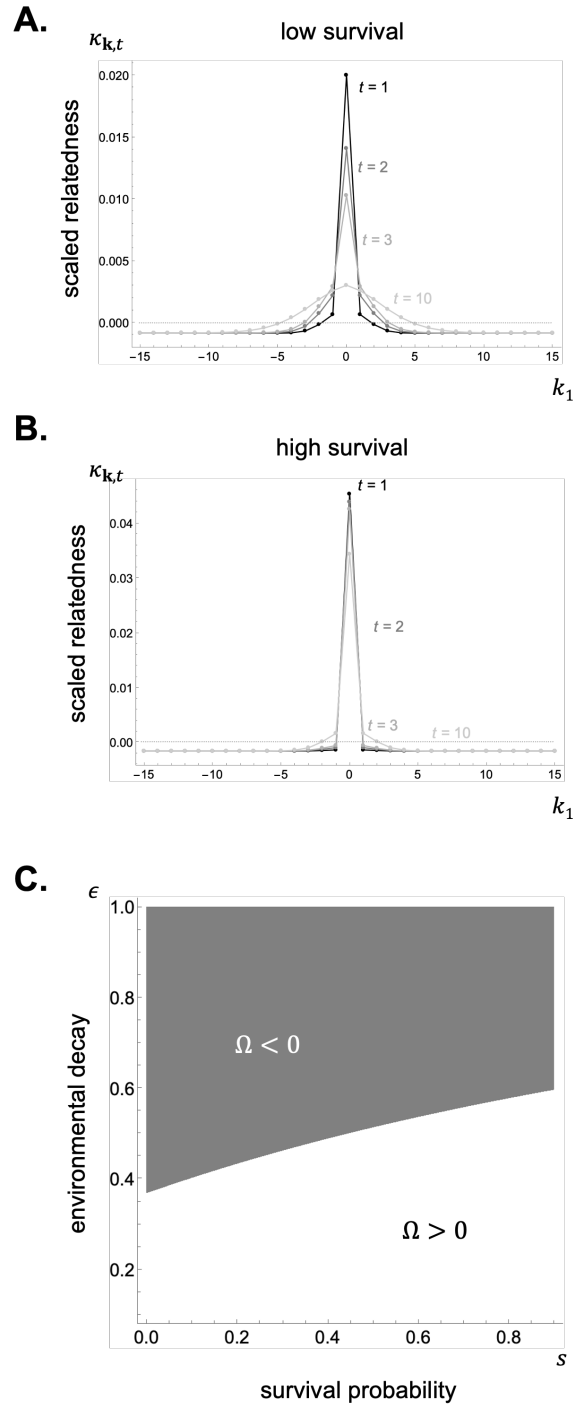 A.
low survival
κk,t
scaled relatedness
0.020
0.015
0.010
0.005
0.000
t = 1
t = 2
t = 3
t = 10
−15 −10 −5 0 5 10 15
k1
B.
high survival
κk,t
scaled relatedness
0.04
0.03
0.02
0.01
0.00
t = 1
t = 2
t = 3
t = 10
−15 −10 −5 0 5 10 15
k1
C.
ϵ
environmental decay
1.0
0.8
0.6
0.4
0.2
Ω < 0
Ω > 0
0.0 0.2 0.4 0.6 0.8
s
survival probability